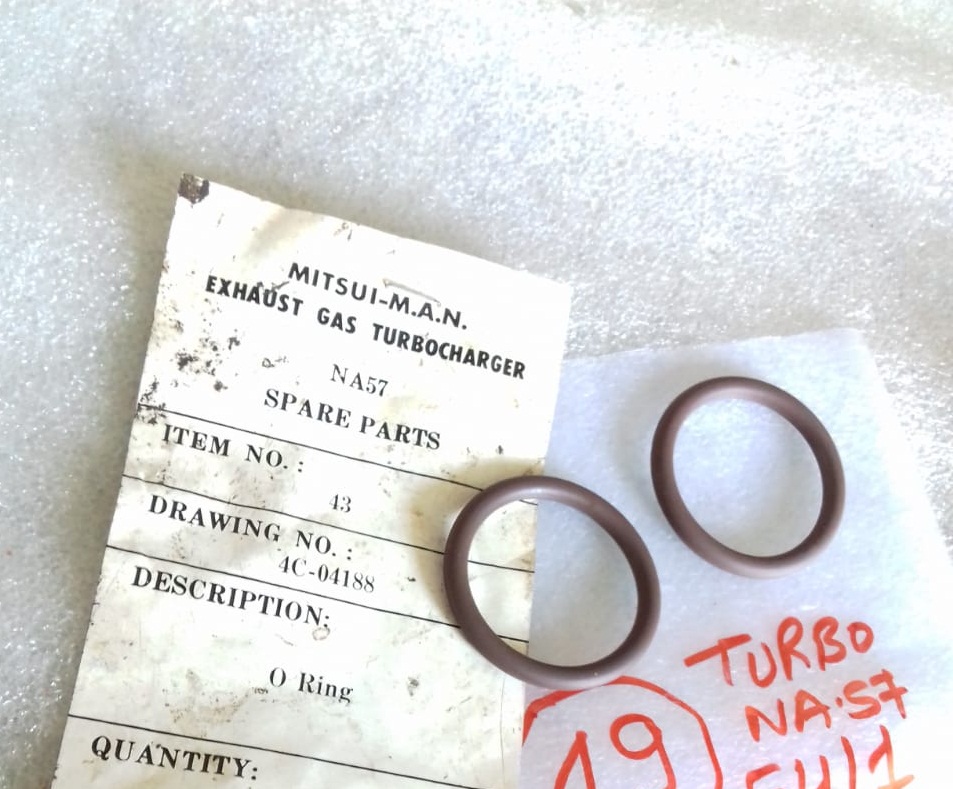 MITSUI-M.A.N.
EXHAUST GAS TURBOCHARGER
NA57
SPARE PARTS
ITEM NO. :
43
DRAWING NO. :
4C-04188
DESCRIPTION:
O Ring
QUANTITY:
TURBO
NA.57
19